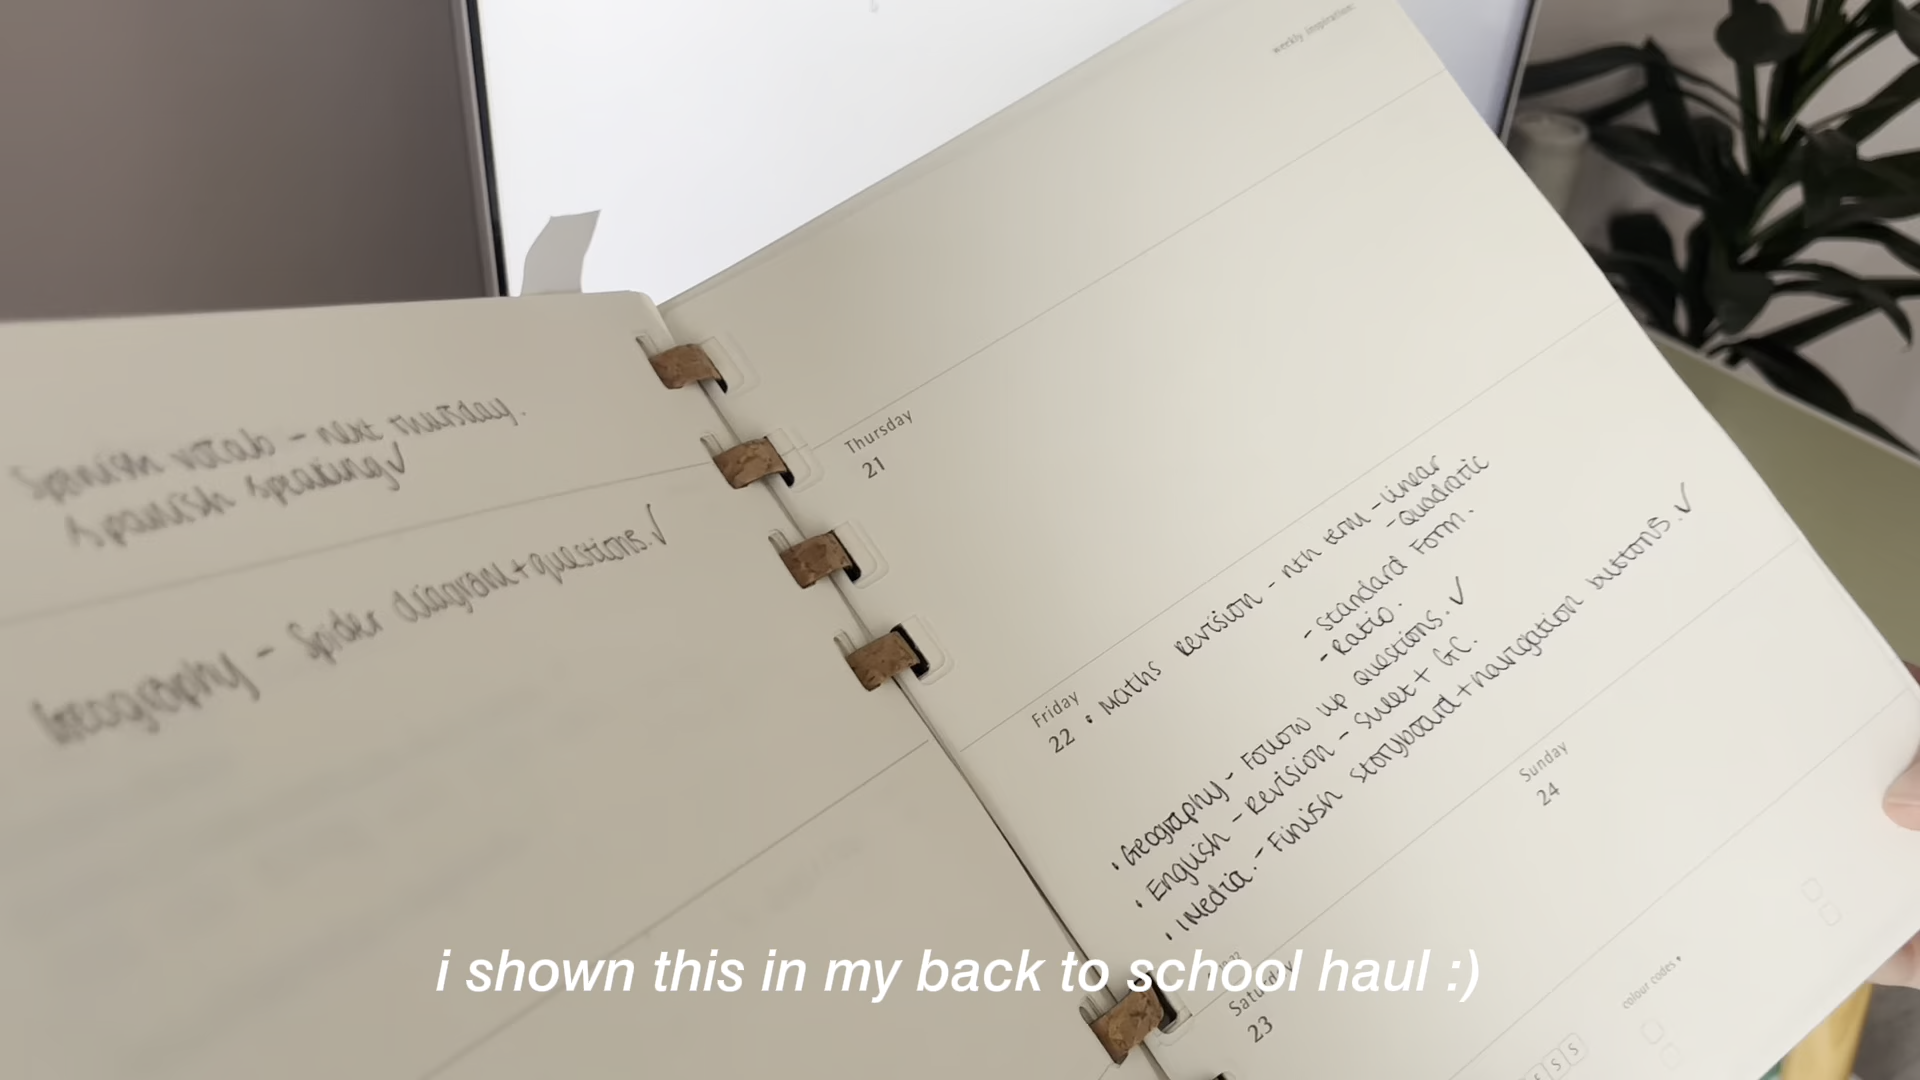 Spanish vocab - next thursday.
Spanish speaking ✓
Geography - Spider diagram + questions. ✓
weekly inspiration:
Thursday
21
Friday
22
• Maths revision - nth term - linear
- quadratic
- Standard Form.
- Ratio.
• Geography - Follow up questions. ✓
• English - Revision - Sheet + GC.
• Media. - Finish storyboard + navigation buttons. ✓
Saturday
23
Sunday
24
colour codes
S S
i shown this in my back to school haul :)